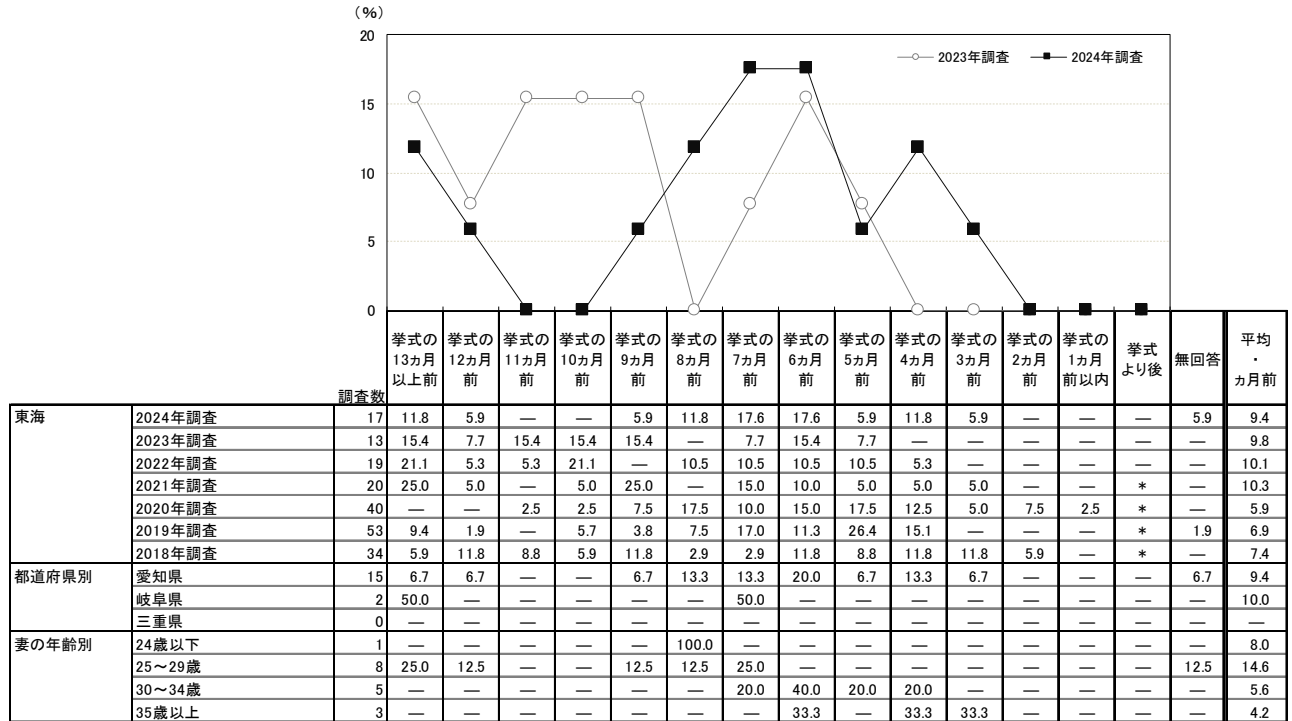 （%）
20
15
10
5
0
2023年調査 2024年調査
調査数 挙式の13ヵ月以上前 挙式の12ヵ月前 挙式の11ヵ月前 挙式の10ヵ月前 挙式の9ヵ月前 挙式の8ヵ月前 挙式の7ヵ月前 挙式の6ヵ月前 挙式の5ヵ月前 挙式の4ヵ月前 挙式の3ヵ月前 挙式の2ヵ月前 挙式の1ヵ月前以内 挙式より後 無回答 平均・ヵ月前
東海 2024年調査 17 11.8 5.9 — — 5.9 11.8 17.6 17.6 5.9 11.8 5.9 — — — 5.9 9.4
2023年調査 13 15.4 7.7 15.4 15.4 15.4 — 7.7 15.4 7.7 — — — — — — 9.8
2022年調査 19 21.1 5.3 5.3 21.1 — 10.5 10.5 10.5 10.5 5.3 — — — — — 10.1
2021年調査 20 25.0 5.0 — 5.0 25.0 — 15.0 10.0 5.0 5.0 5.0 — — * — 10.3
2020年調査 40 — — 2.5 2.5 7.5 17.5 10.0 15.0 17.5 12.5 5.0 7.5 2.5 * — 5.9
2019年調査 53 9.4 1.9 — 5.7 3.8 7.5 17.0 11.3 26.4 15.1 — — — * 1.9 6.9
2018年調査 34 5.9 11.8 8.8 5.9 11.8 2.9 2.9 11.8 8.8 11.8 11.8 5.9 — * — 7.4
都道府県別 愛知県 15 6.7 6.7 — — 6.7 13.3 13.3 20.0 6.7 13.3 6.7 — — — 6.7 9.4
岐阜県 2 50.0 — — — — — 50.0 — — — — — — — — 10.0
三重県 0 — — — — — — — — — — — — — — — —
妻の年齢別 24歳以下 1 — — — — — 100.0 — — — — — — — — — 8.0
25～29歳 8 25.0 12.5 — — 12.5 12.5 25.0 — — — — — — — 12.5 14.6
30～34歳 5 — — — — — — 20.0 40.0 20.0 20.0 — — — — — 5.6
35歳以上 3 — — — — — — — 33.3 — 33.3 33.3 — — — — 4.2